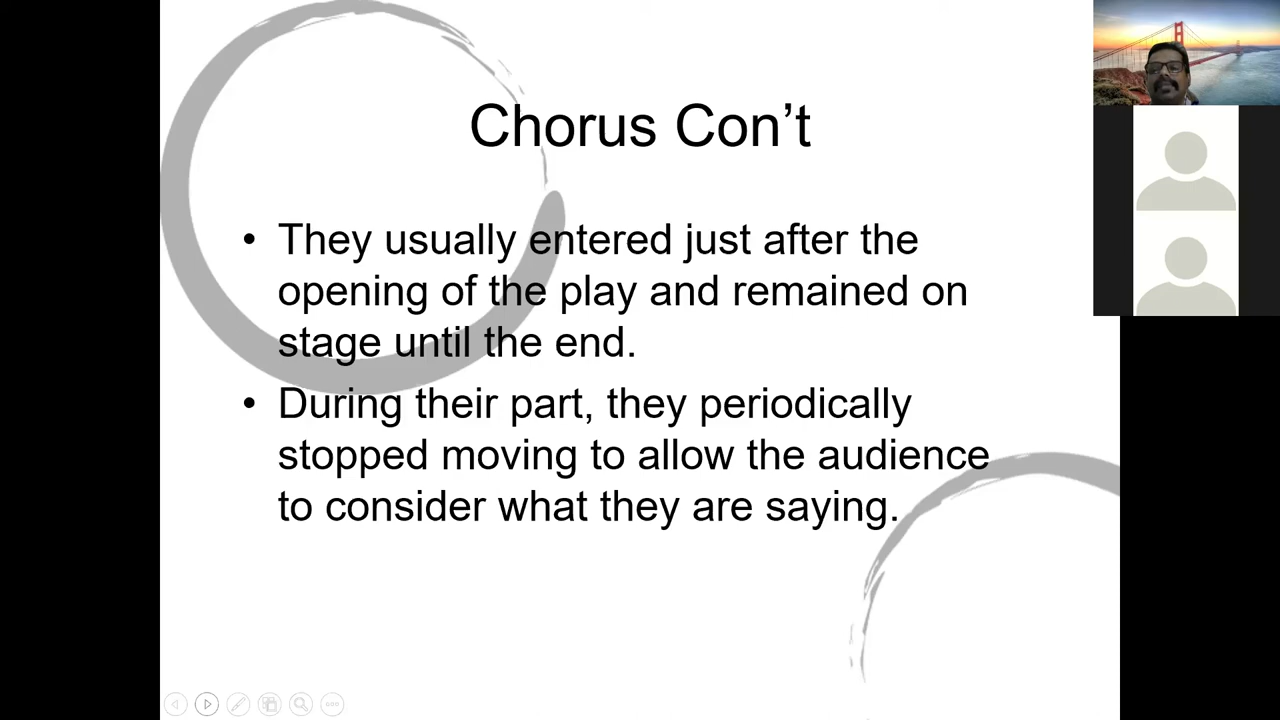 Chorus Con’t
• They usually entered just after the
opening of the play and remained on
stage until the end.
• During their part, they periodically
stopped moving to allow the audience
to consider what they are saying.